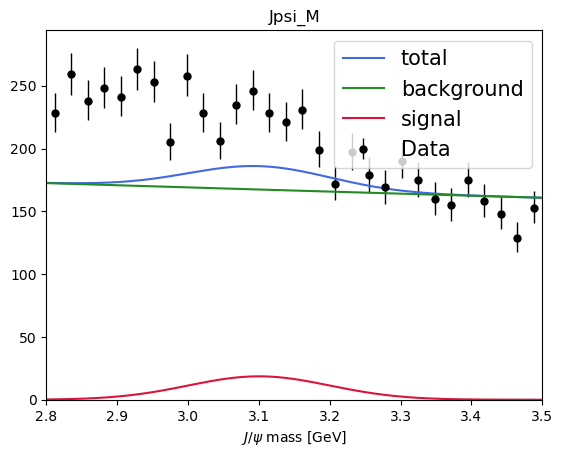 Jpsi_M
total
background
signal
Data
250
200
150
100
50
0
2.8 2.9 3.0 3.1 3.2 3.3 3.4 3.5
J/ψ mass [GeV]